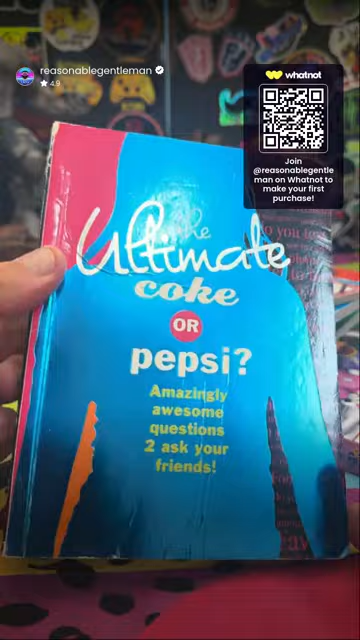 reasonablegentleman
4.9
whatnot
Join
@reasonablegentle
man on Whatnot to
make your first
purchase!
the
Ultimate
coke
OR
pepsi?
Amazingly
awesome
questions
2 ask your
friends!